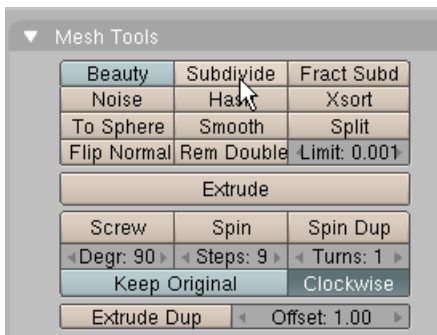 Mesh Tools
Beauty Subdivide Fract Subd
Noise Hash Xsort
To Sphere Smooth Split
Flip Normal Rem Double Limit: 0.001
Extrude
Screw Spin Spin Dup
Degr: 90 Steps: 9 Turns: 1
Keep Original Clockwise
Extrude Dup Offset: 1.00